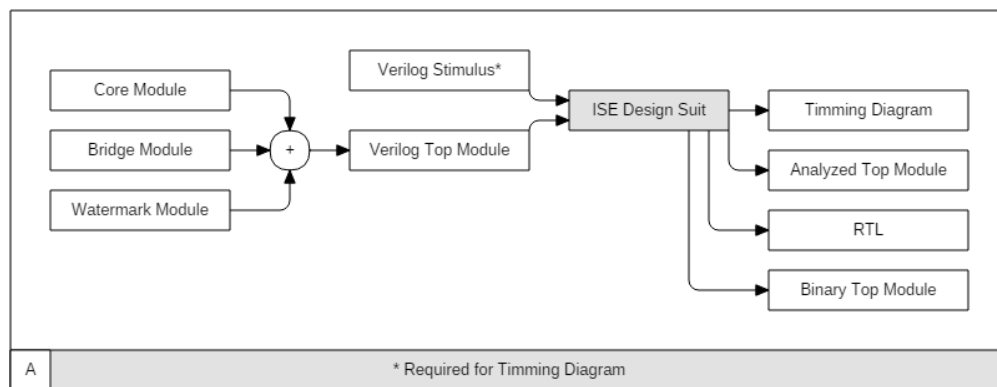 Core Module
Bridge Module
Watermark Module
+
Verilog Stimulus*
Verilog Top Module
ISE Design Suit
Timming Diagram
Analyzed Top Module
RTL
Binary Top Module
A
* Required for Timming Diagram